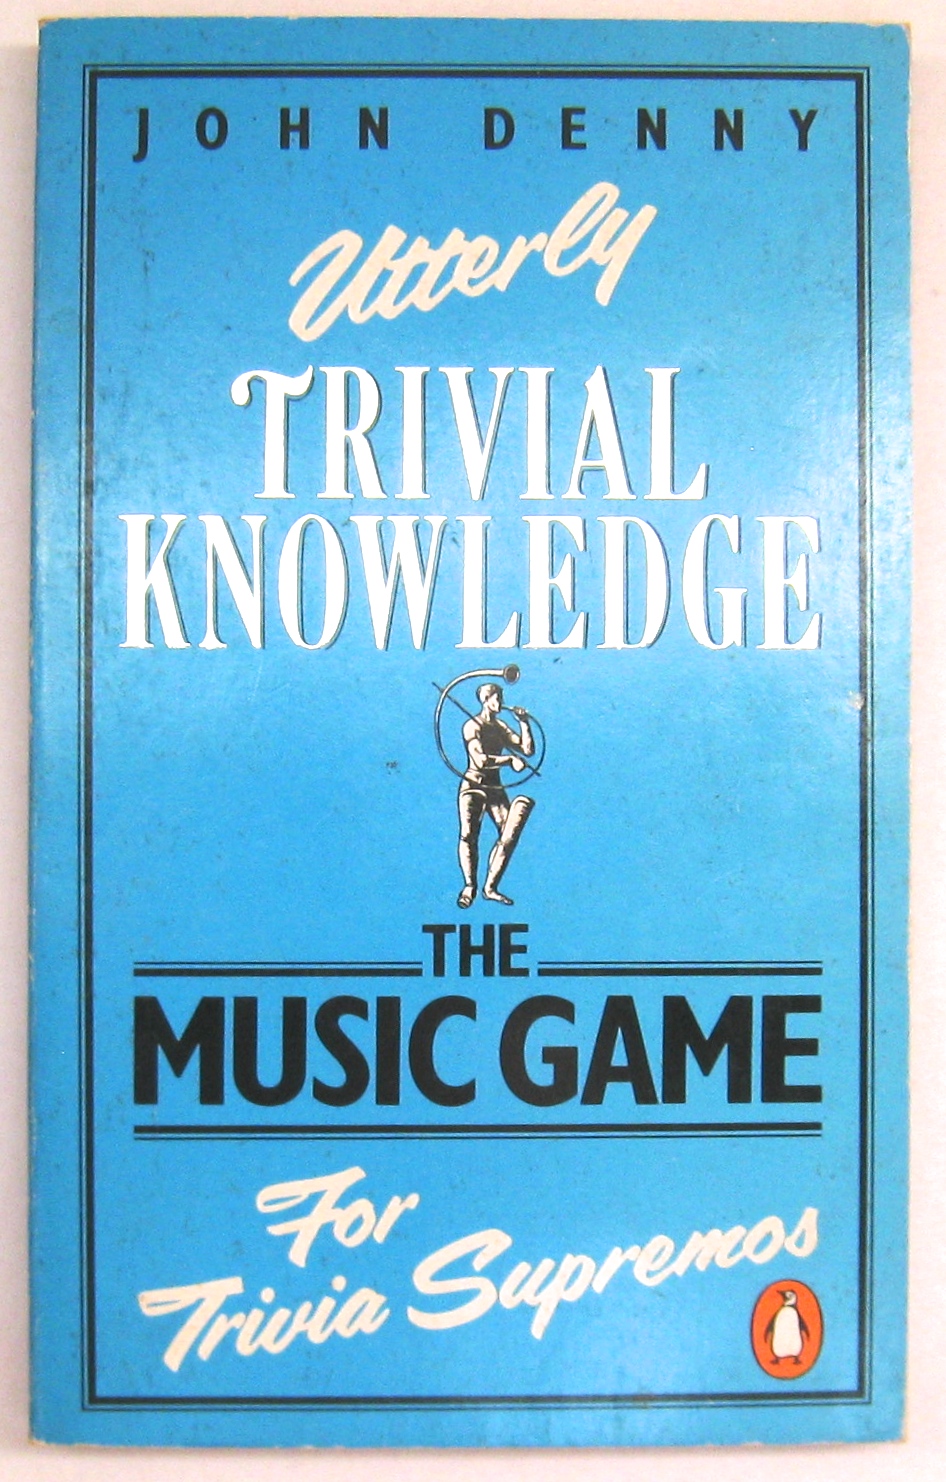 JOHN DENNY
Utterly
TRIVIAL
KNOWLEDGE
THE
MUSIC GAME
For
Trivia Supremos